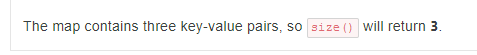 The map contains three key-value pairs, so size() will return 3.